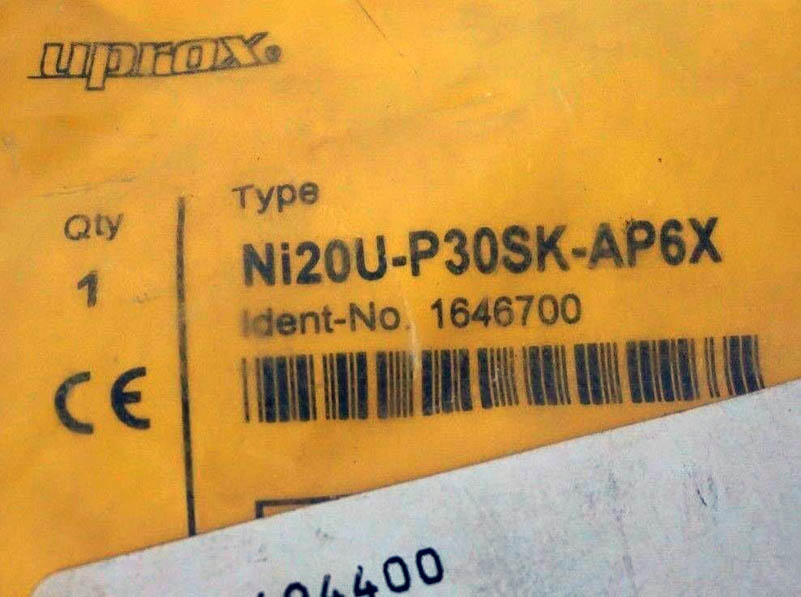 uprox®
Type
Qty
Ni20U-P30SK-AP6X
1
Ident-No. 1646700
CE